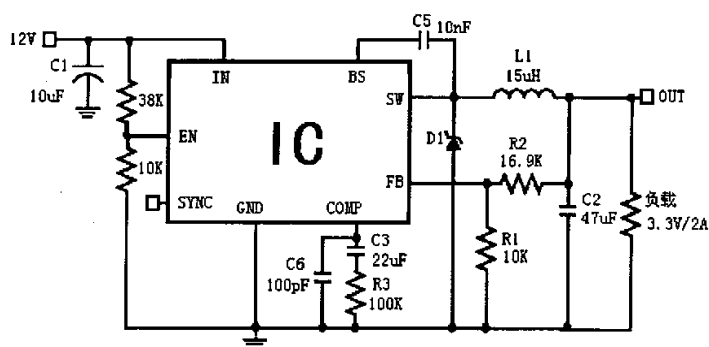 C5
10nF
12V
C1
10uF
IN
BS
L1
15uH
38K
SW
OUT
EN
IC
D1
R2
16.9K
10K
FB
SYNC
GND
COMP
C2
47uF
负载
3.3V/2A
C6
100pF
C3
22uF
R3
100K
R1
10K